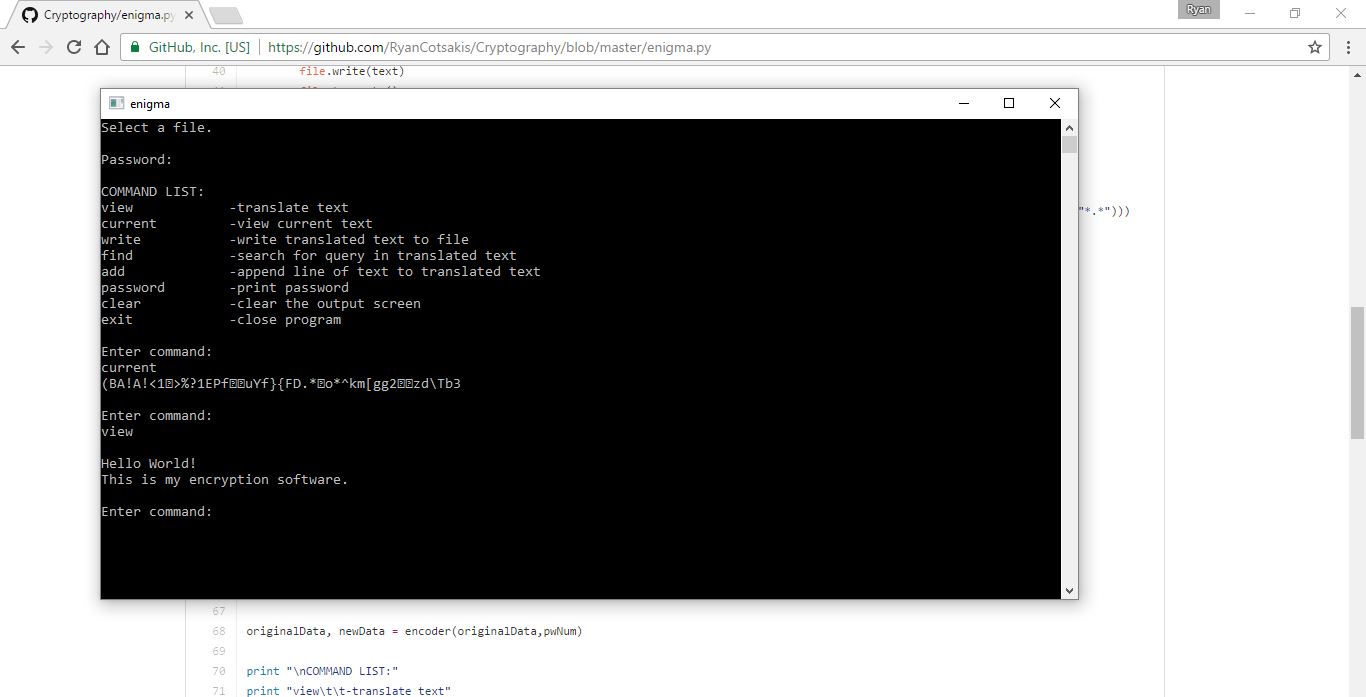 Cryptography/enigma.py
Ryan
GitHub, Inc. [US]
https://github.com/RyanCotsakis/Cryptography/blob/master/enigma.py
40 file.write(text)
enigma
Select a file.
Password:
COMMAND LIST:
view -translate text
current -view current text
write -write translated text to file
find -search for query in translated text
add -append line of text to translated text
password -print password
clear -clear the output screen
exit -close program
"*.*")))
Enter command:
current
(BA!A!<1⍰>%?1EPf⍰⍰uYf}{FD.*⍰o*^km[gg2⍰⍰zd\Tb3
Enter command:
view
Hello World!
This is my encryption software.
Enter command:
67
68 originalData, newData = encoder(originalData,pwNum)
69
70 print "\nCOMMAND LIST:"
71 print "view\t\t-translate text"